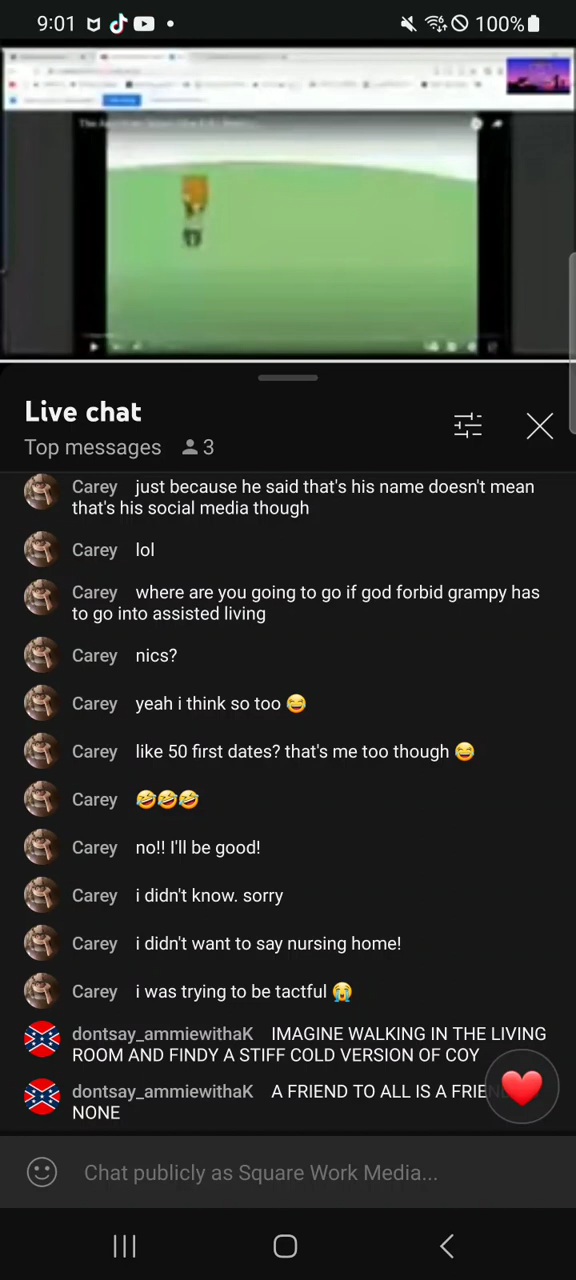 9:01
100%
Live chat
Top messages
3
Carey just because he said that's his name doesn't mean
that's his social media though
Carey lol
Carey where are you going to go if god forbid grampy has
to go into assisted living
Carey nics?
Carey yeah i think so too 😂
Carey like 50 first dates? that's me too though 😂
Carey 🤣🤣🤣
Carey no!! I'll be good!
Carey i didn't know. sorry
Carey i didn't want to say nursing home!
Carey i was trying to be tactful 😭
dontsay_ammiewithaK IMAGINE WALKING IN THE LIVING
ROOM AND FINDY A STIFF COLD VERSION OF COY
dontsay_ammiewithaK A FRIEND TO ALL IS A
NONE
Chat publicly as Square Work Media...